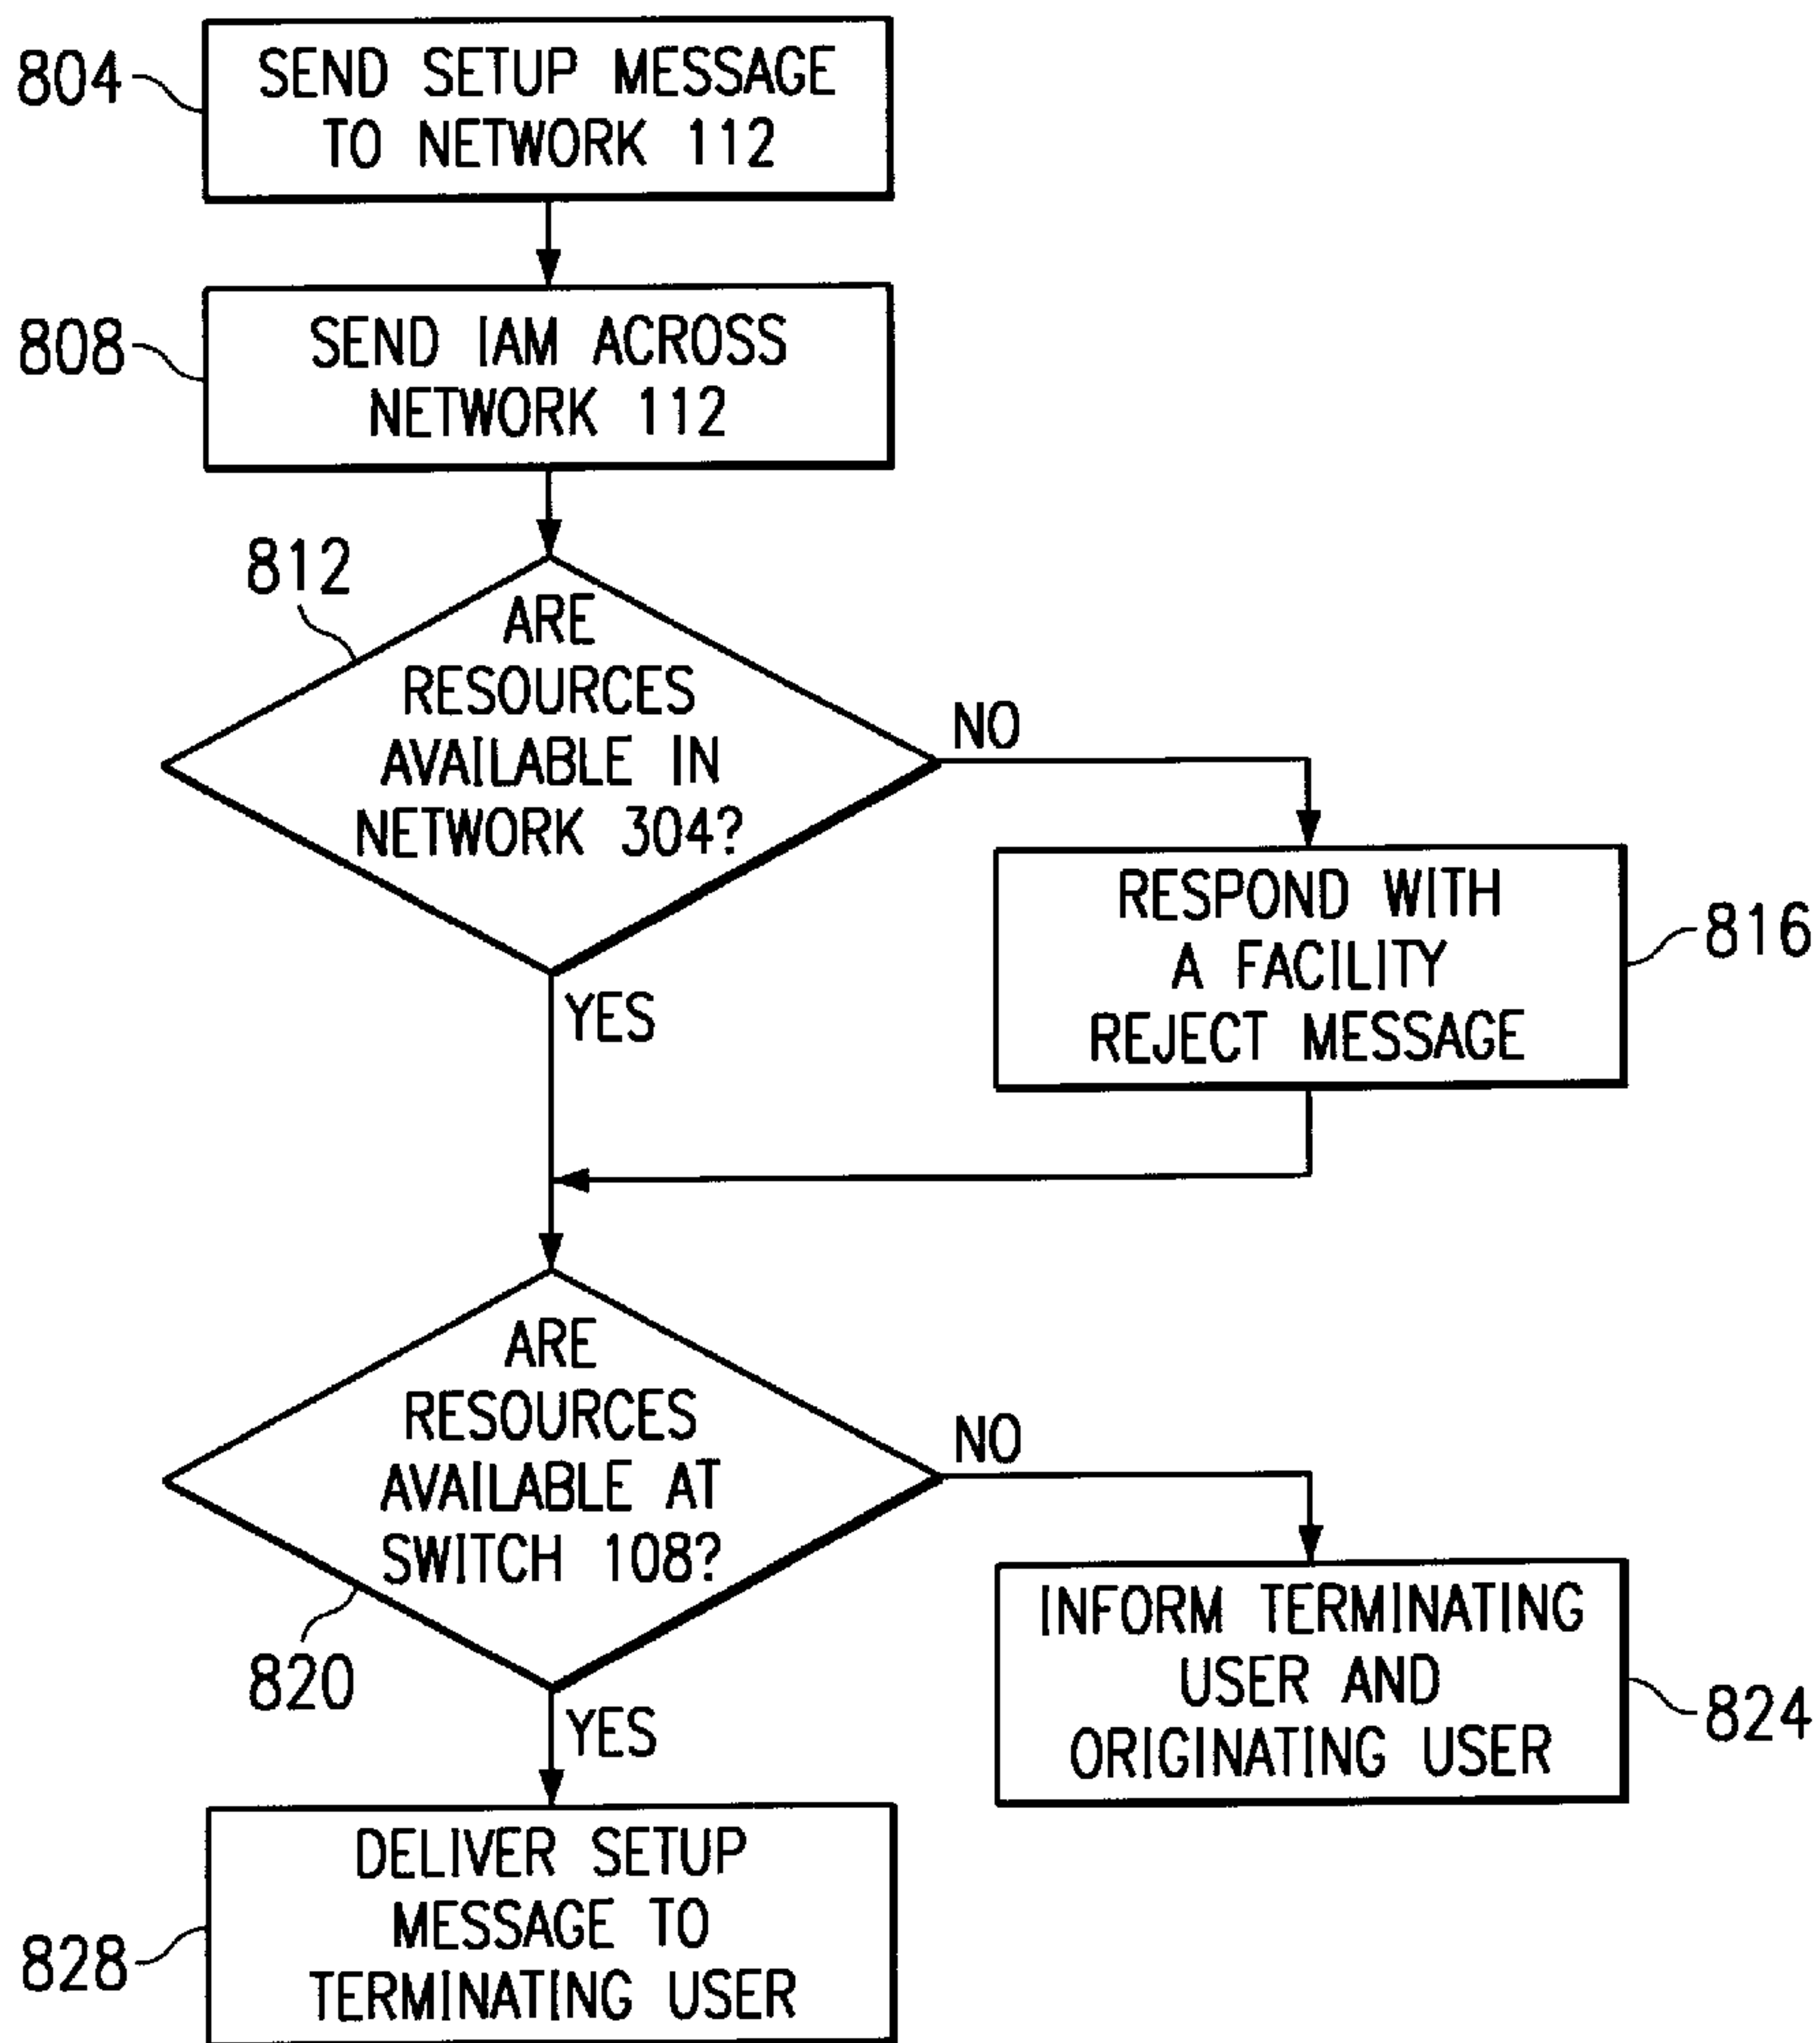 804
SEND SETUP MESSAGE
TO NETWORK 112
808
SEND IAM ACROSS
NETWORK 112
812
ARE
RESOURCES
AVAILABLE IN
NETWORK 304?
NO
YES
RESPOND WITH
A FACILITY
REJECT MESSAGE
816
ARE
RESOURCES
AVAILABLE AT
SWITCH 108?
820
NO
YES
INFORM TERMINATING
USER AND
ORIGINATING USER
824
DELIVER SETUP
MESSAGE TO
TERMINATING USER
828